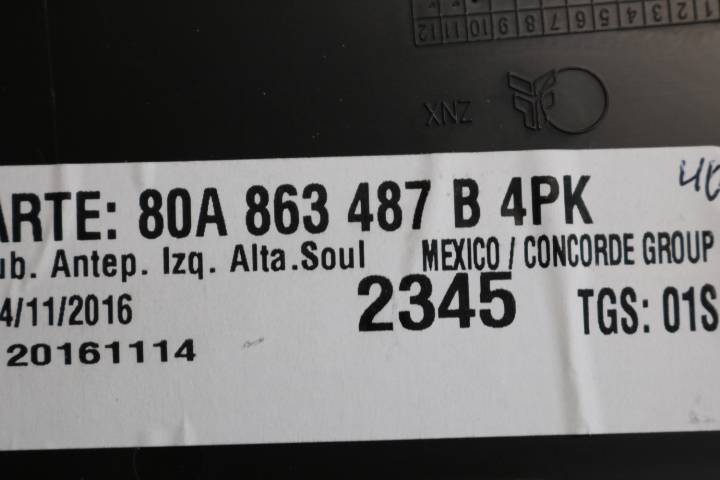 12 11 10 9 8 7 6 5 4 3 2 1
XNZ
ARTE: 80A 863 487 B 4PK
ub. Antep. Izq. Alta.Soul MEXICO / CONCORDE GROUP
4/11/2016 2345 TGS: 01S
20161114